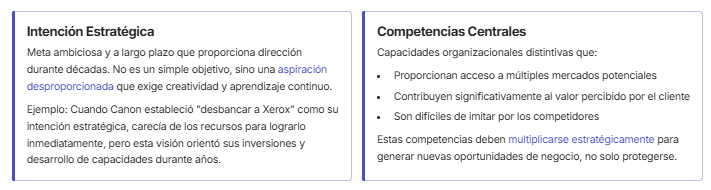 Intención Estratégica
Meta ambiciosa y a largo plazo que proporciona dirección
durante décadas. No es un simple objetivo, sino una aspiración
desproporcionada que exige creatividad y aprendizaje continuo.
Ejemplo: Cuando Canon estableció "desbancar a Xerox" como su
intención estratégica, carecía de los recursos para lograrlo
inmediatamente, pero esta visión orientó sus inversiones y
desarrollo de capacidades durante años.
Competencias Centrales
Capacidades organizacionales distintivas que:
• Proporcionan acceso a múltiples mercados potenciales
• Contribuyen significativamente al valor percibido por el cliente
• Son difíciles de imitar por los competidores
Estas competencias deben multiplicarse estratégicamente para
generar nuevas oportunidades de negocio, no solo protegerse.